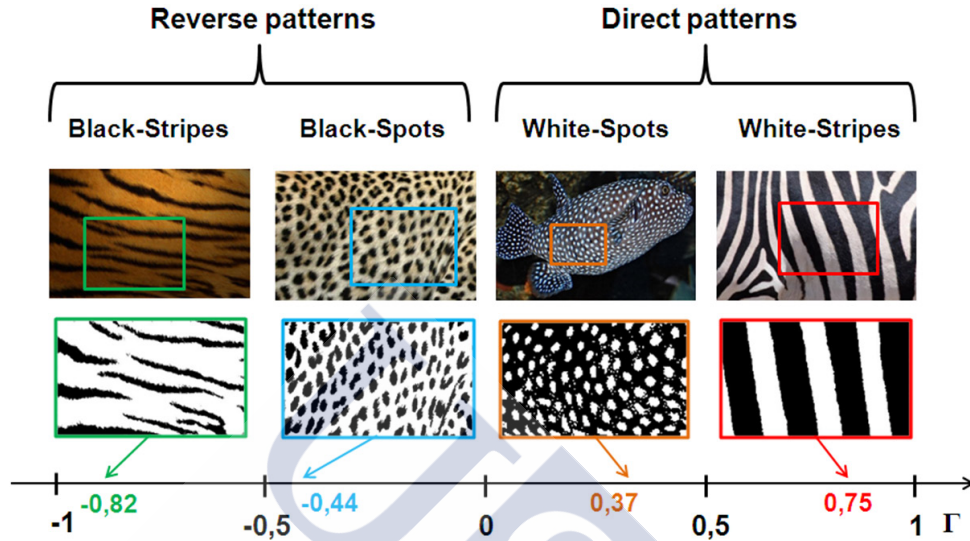 Reverse patterns Direct patterns
Black-Stripes Black-Spots White-Spots White-Stripes
-0,82 -0,44 0,37 0,75
-1 -0,5 0 0,5 1 Γ